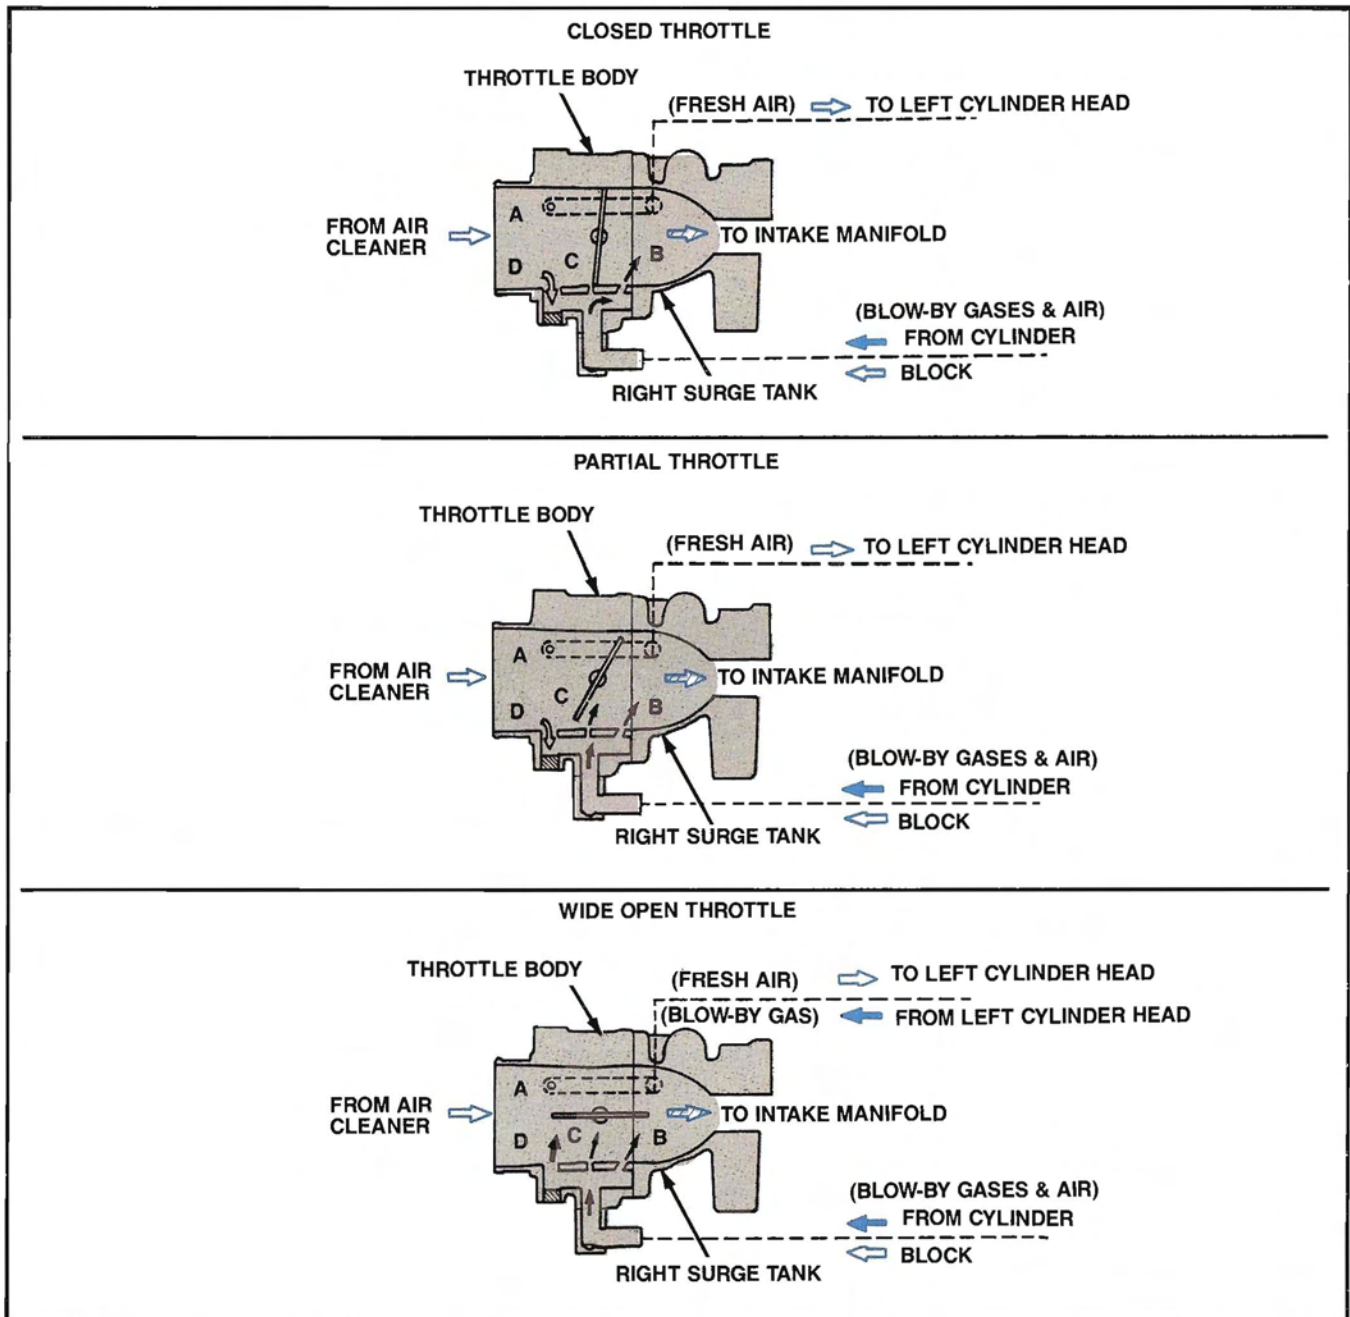 CLOSED THROTTLE
THROTTLE BODY
(FRESH AIR) TO LEFT CYLINDER HEAD
A
FROM AIR
CLEANER
TO INTAKE MANIFOLD
D C B
(BLOW-BY GASES & AIR)
FROM CYLINDER
BLOCK
RIGHT SURGE TANK
PARTIAL THROTTLE
THROTTLE BODY
(FRESH AIR) TO LEFT CYLINDER HEAD
A
FROM AIR
CLEANER
TO INTAKE MANIFOLD
D C B
(BLOW-BY GASES & AIR)
FROM CYLINDER
BLOCK
RIGHT SURGE TANK
WIDE OPEN THROTTLE
THROTTLE BODY
(FRESH AIR) TO LEFT CYLINDER HEAD
(BLOW-BY GAS) FROM LEFT CYLINDER HEAD
A
FROM AIR
CLEANER
TO INTAKE MANIFOLD
D C B
(BLOW-BY GASES & AIR)
FROM CYLINDER
BLOCK
RIGHT SURGE TANK